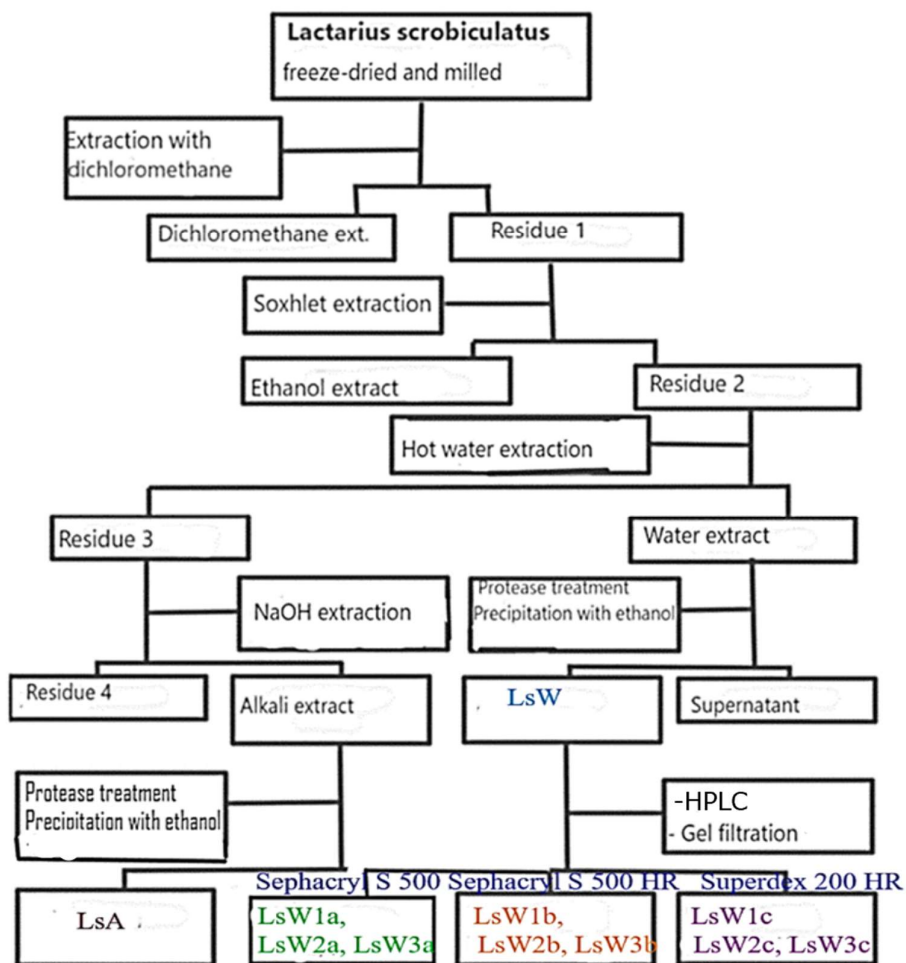 Lactarius scrobiculatus
freeze-dried and milled
Extraction with
dichloromethane
Dichloromethane ext.
Residue 1
Soxhlet extraction
Ethanol extract
Residue 2
Hot water extraction
Residue 3
Water extract
NaOH extraction
Protease treatment
Precipitation with ethanol
Residue 4
Alkali extract
LsW
Supernatant
Protease treatment
Precipitation with ethanol
-HPLC
- Gel filtration
Sephacryl S 500
Sephacryl S 500 HR
Superdex 200 HR
LsA
LsW1a,
LsW2a, LsW3a
LsW1b,
LsW2b, LsW3b
LsW1c
LsW2c, LsW3c